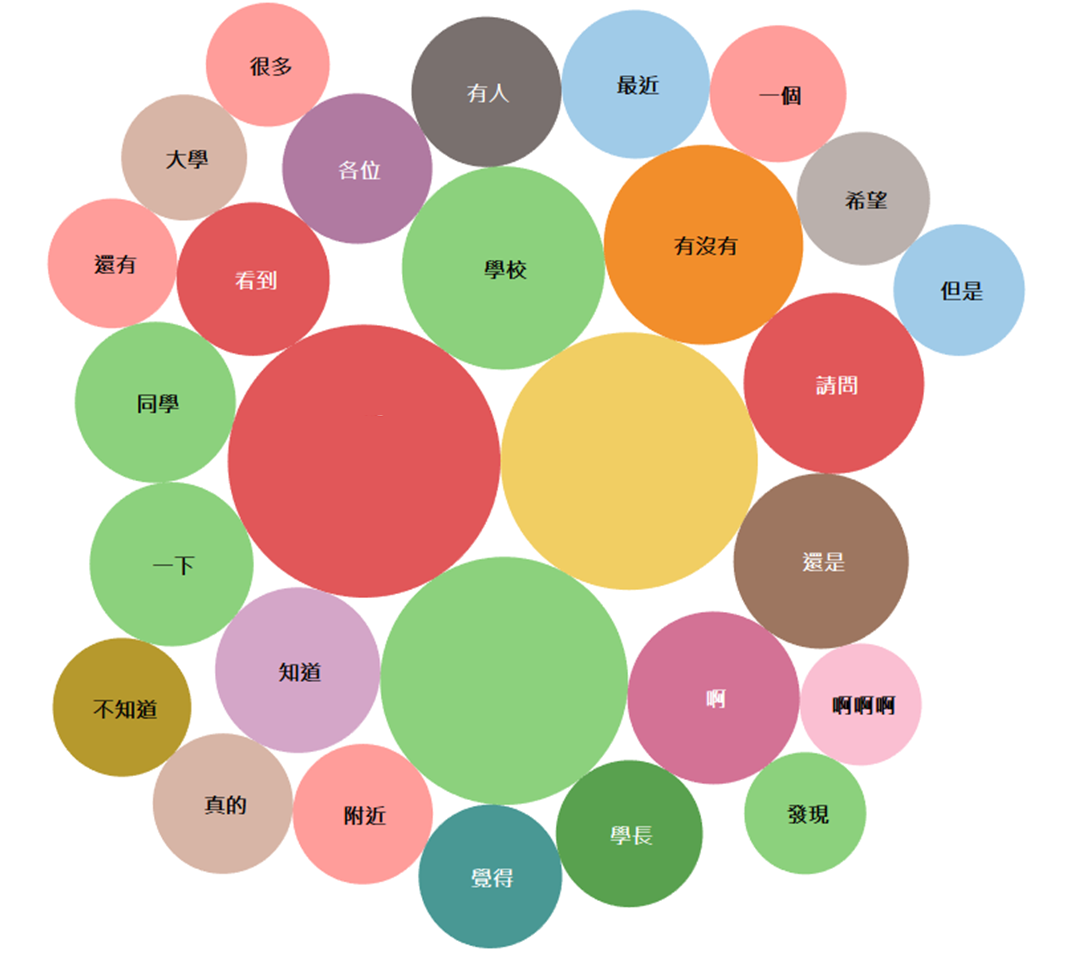 很多
有人
最近
一個
大學
各位
希望
還有
看到
學校
有沒有
但是
同學
請問
一下
還是
知道
不知道
啊
啊啊啊
真的
附近
覺得
學長
發現